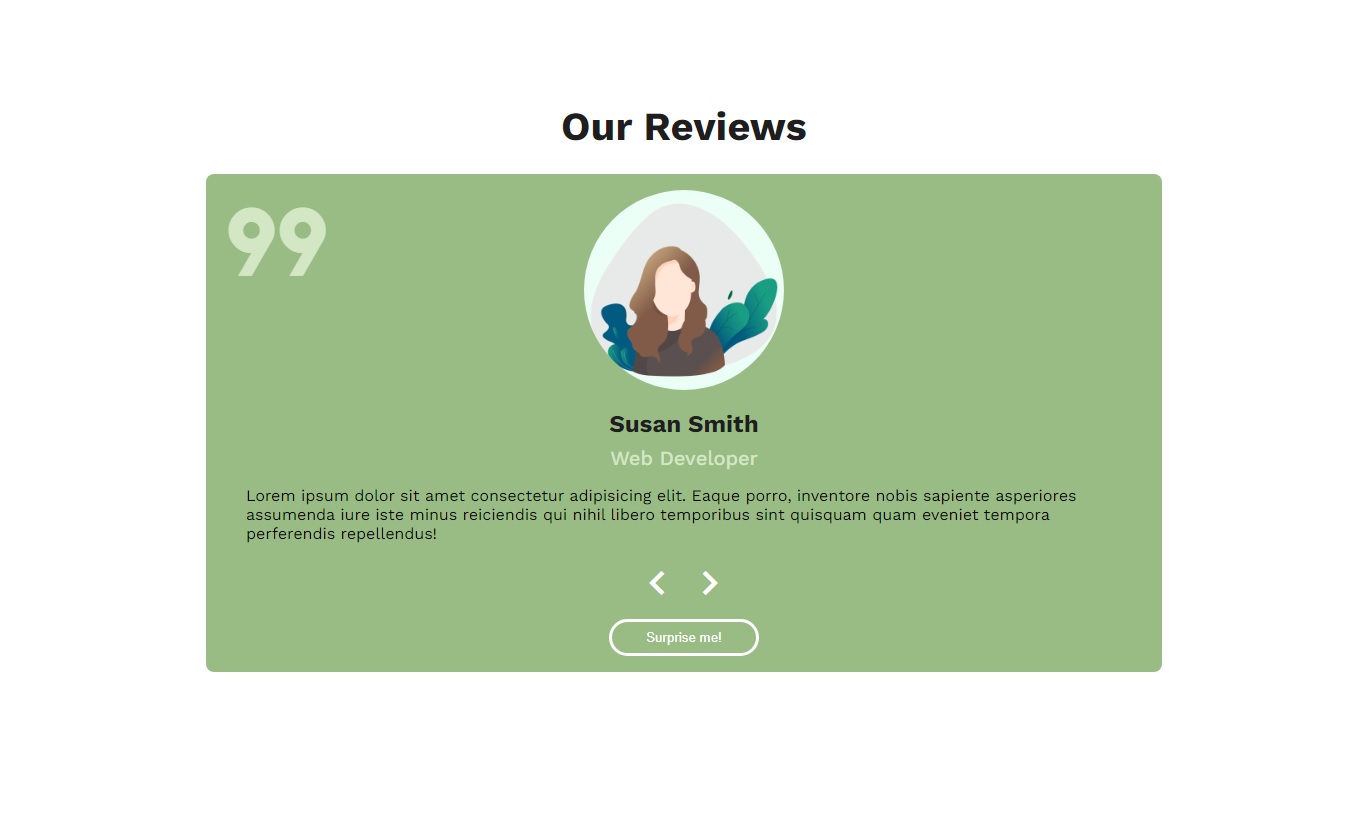 Our Reviews
Susan Smith
Web Developer
Lorem ipsum dolor sit amet consectetur adipisicing elit. Eaque porro, inventore nobis sapiente asperiores
assumenda iure iste minus reiciendis qui nihil libero temporibus sint quisquam quam eveniet tempora
perferendis repellendus!
Surprise me!